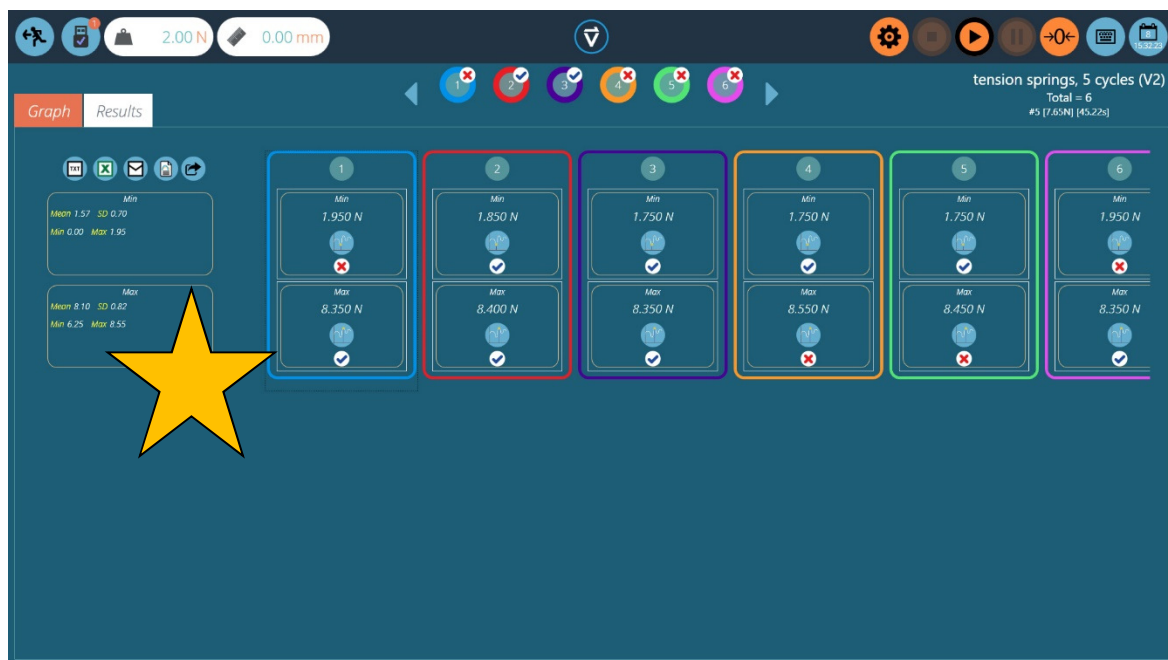 1
2.00 N
0.00 mm
8
15:32:23
1
2
3
4
5
6
tension springs, 5 cycles (V2)
Total = 6
#5 [7.65N] [45.22s]
Graph
Results
TXT
X
Min
Mean 1.57 SD 0.70
Min 0.00 Max 1.95
Max
Mean 8.10 SD 0.82
Min 6.25 Max 8.55
1
Min
1.950 N
Max
8.350 N
2
Min
1.850 N
Max
8.400 N
3
Min
1.750 N
Max
8.350 N
4
Min
1.750 N
Max
8.550 N
5
Min
1.750 N
Max
8.450 N
6
Min
1.950 N
Max
8.350 N